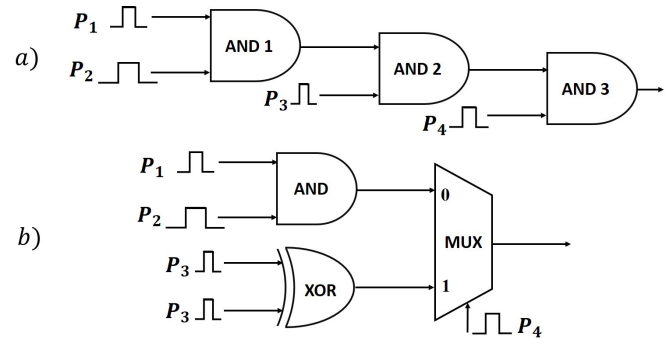 a)
P1
P2
AND 1
P3
AND 2
P4
AND 3
b)
P1
P2
AND
P3
P3
XOR
0
MUX
1
P4